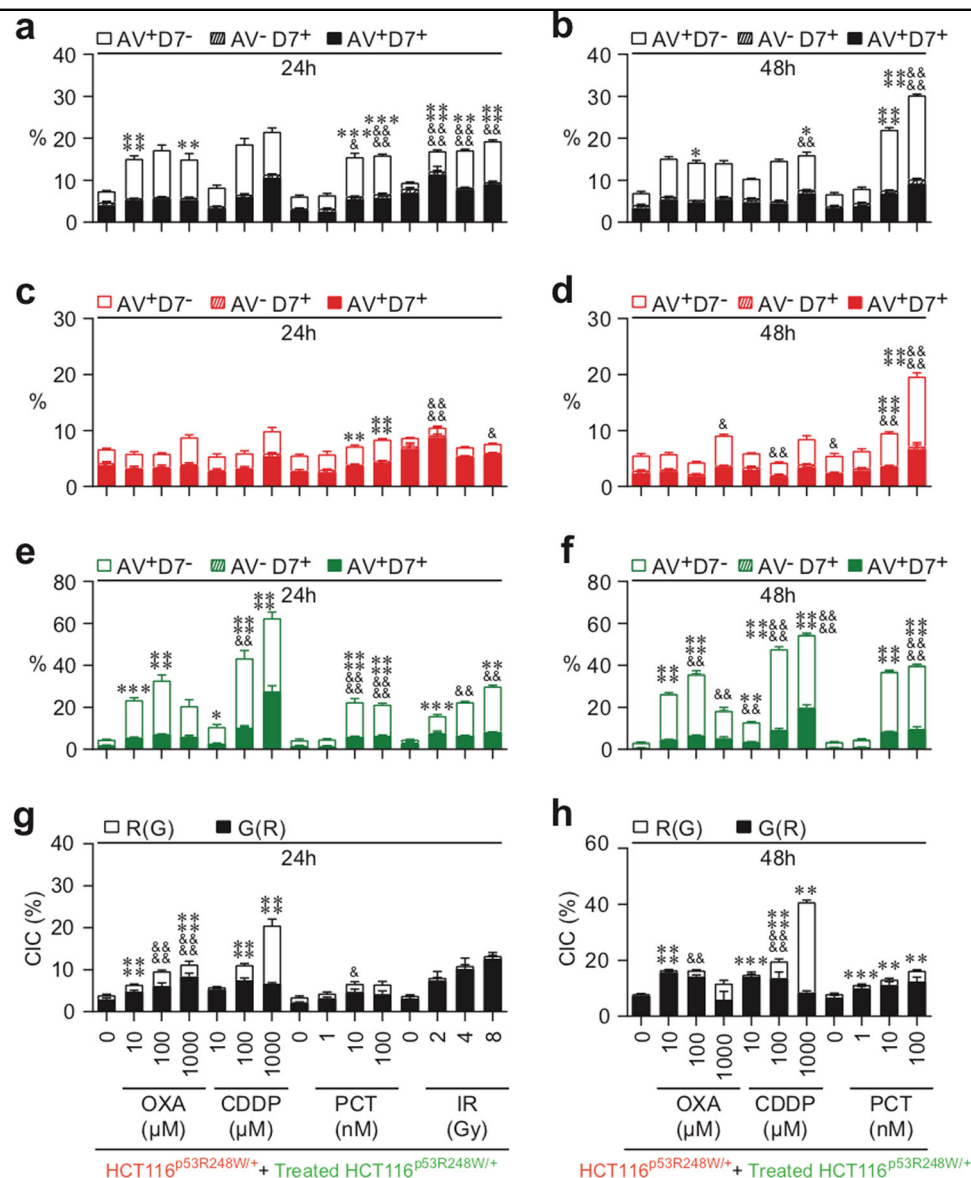 a
AV⁺D7⁻ AV⁻ D7⁺ AV⁺D7⁺
24h
40
30
%
20
10
0
** ** ** *** & *** && && ** ** && && ** && && ** ** && &&
b
AV⁺D7⁻ AV⁻ D7⁺ AV⁺D7⁺
48h
40
30
%
20
10
0
* * && ** ** ** ** && &&
c
AV⁺D7⁻ AV⁻ D7⁺ AV⁺D7⁺
24h
30
20
%
10
0
** ** ** && && &
d
AV⁺D7⁻ AV⁻ D7⁺ AV⁺D7⁺
48h
30
20
%
10
0
& && & ** ** && ** ** && &&
e
AV⁺D7⁻ AV⁻ D7⁺ AV⁺D7⁺
24h
80
60
%
40
20
0
*** ** ** * ** ** && ** ** ** ** && && ** ** && && *** && ** &&
f
AV⁺D7⁻ AV⁻ D7⁺ AV⁺D7⁺
48h
80
60
%
40
20
0
** ** ** ** && && ** && ** ** && && ** ** && && ** ** ** ** && &&
g
R(G) G(R)
24h
40
30
CIC (%)
20
10
0
** ** && && ** ** && && ** ** ** ** &
0 10 100 1000 10 100 1000 0 1 10 100 0 2 4 8
OXA (µM) CDDP (µM) PCT (nM) IR (Gy)
HCT116ᵖ⁵³ᴿ²⁴⁸ᵂ/⁺ + Treated HCT116ᵖ⁵³ᴿ²⁴⁸ᵂ/⁺
h
R(G) G(R)
48h
60
40
CIC (%)
20
0
** ** && *** ** ** && && ** *** ** **
0 10 100 1000 10 100 1000 0 1 10 100
OXA (µM) CDDP (µM) PCT (nM)
HCT116ᵖ⁵³ᴿ²⁴⁸ᵂ/⁺ + Treated HCT116ᵖ⁵³ᴿ²⁴⁸ᵂ/⁺